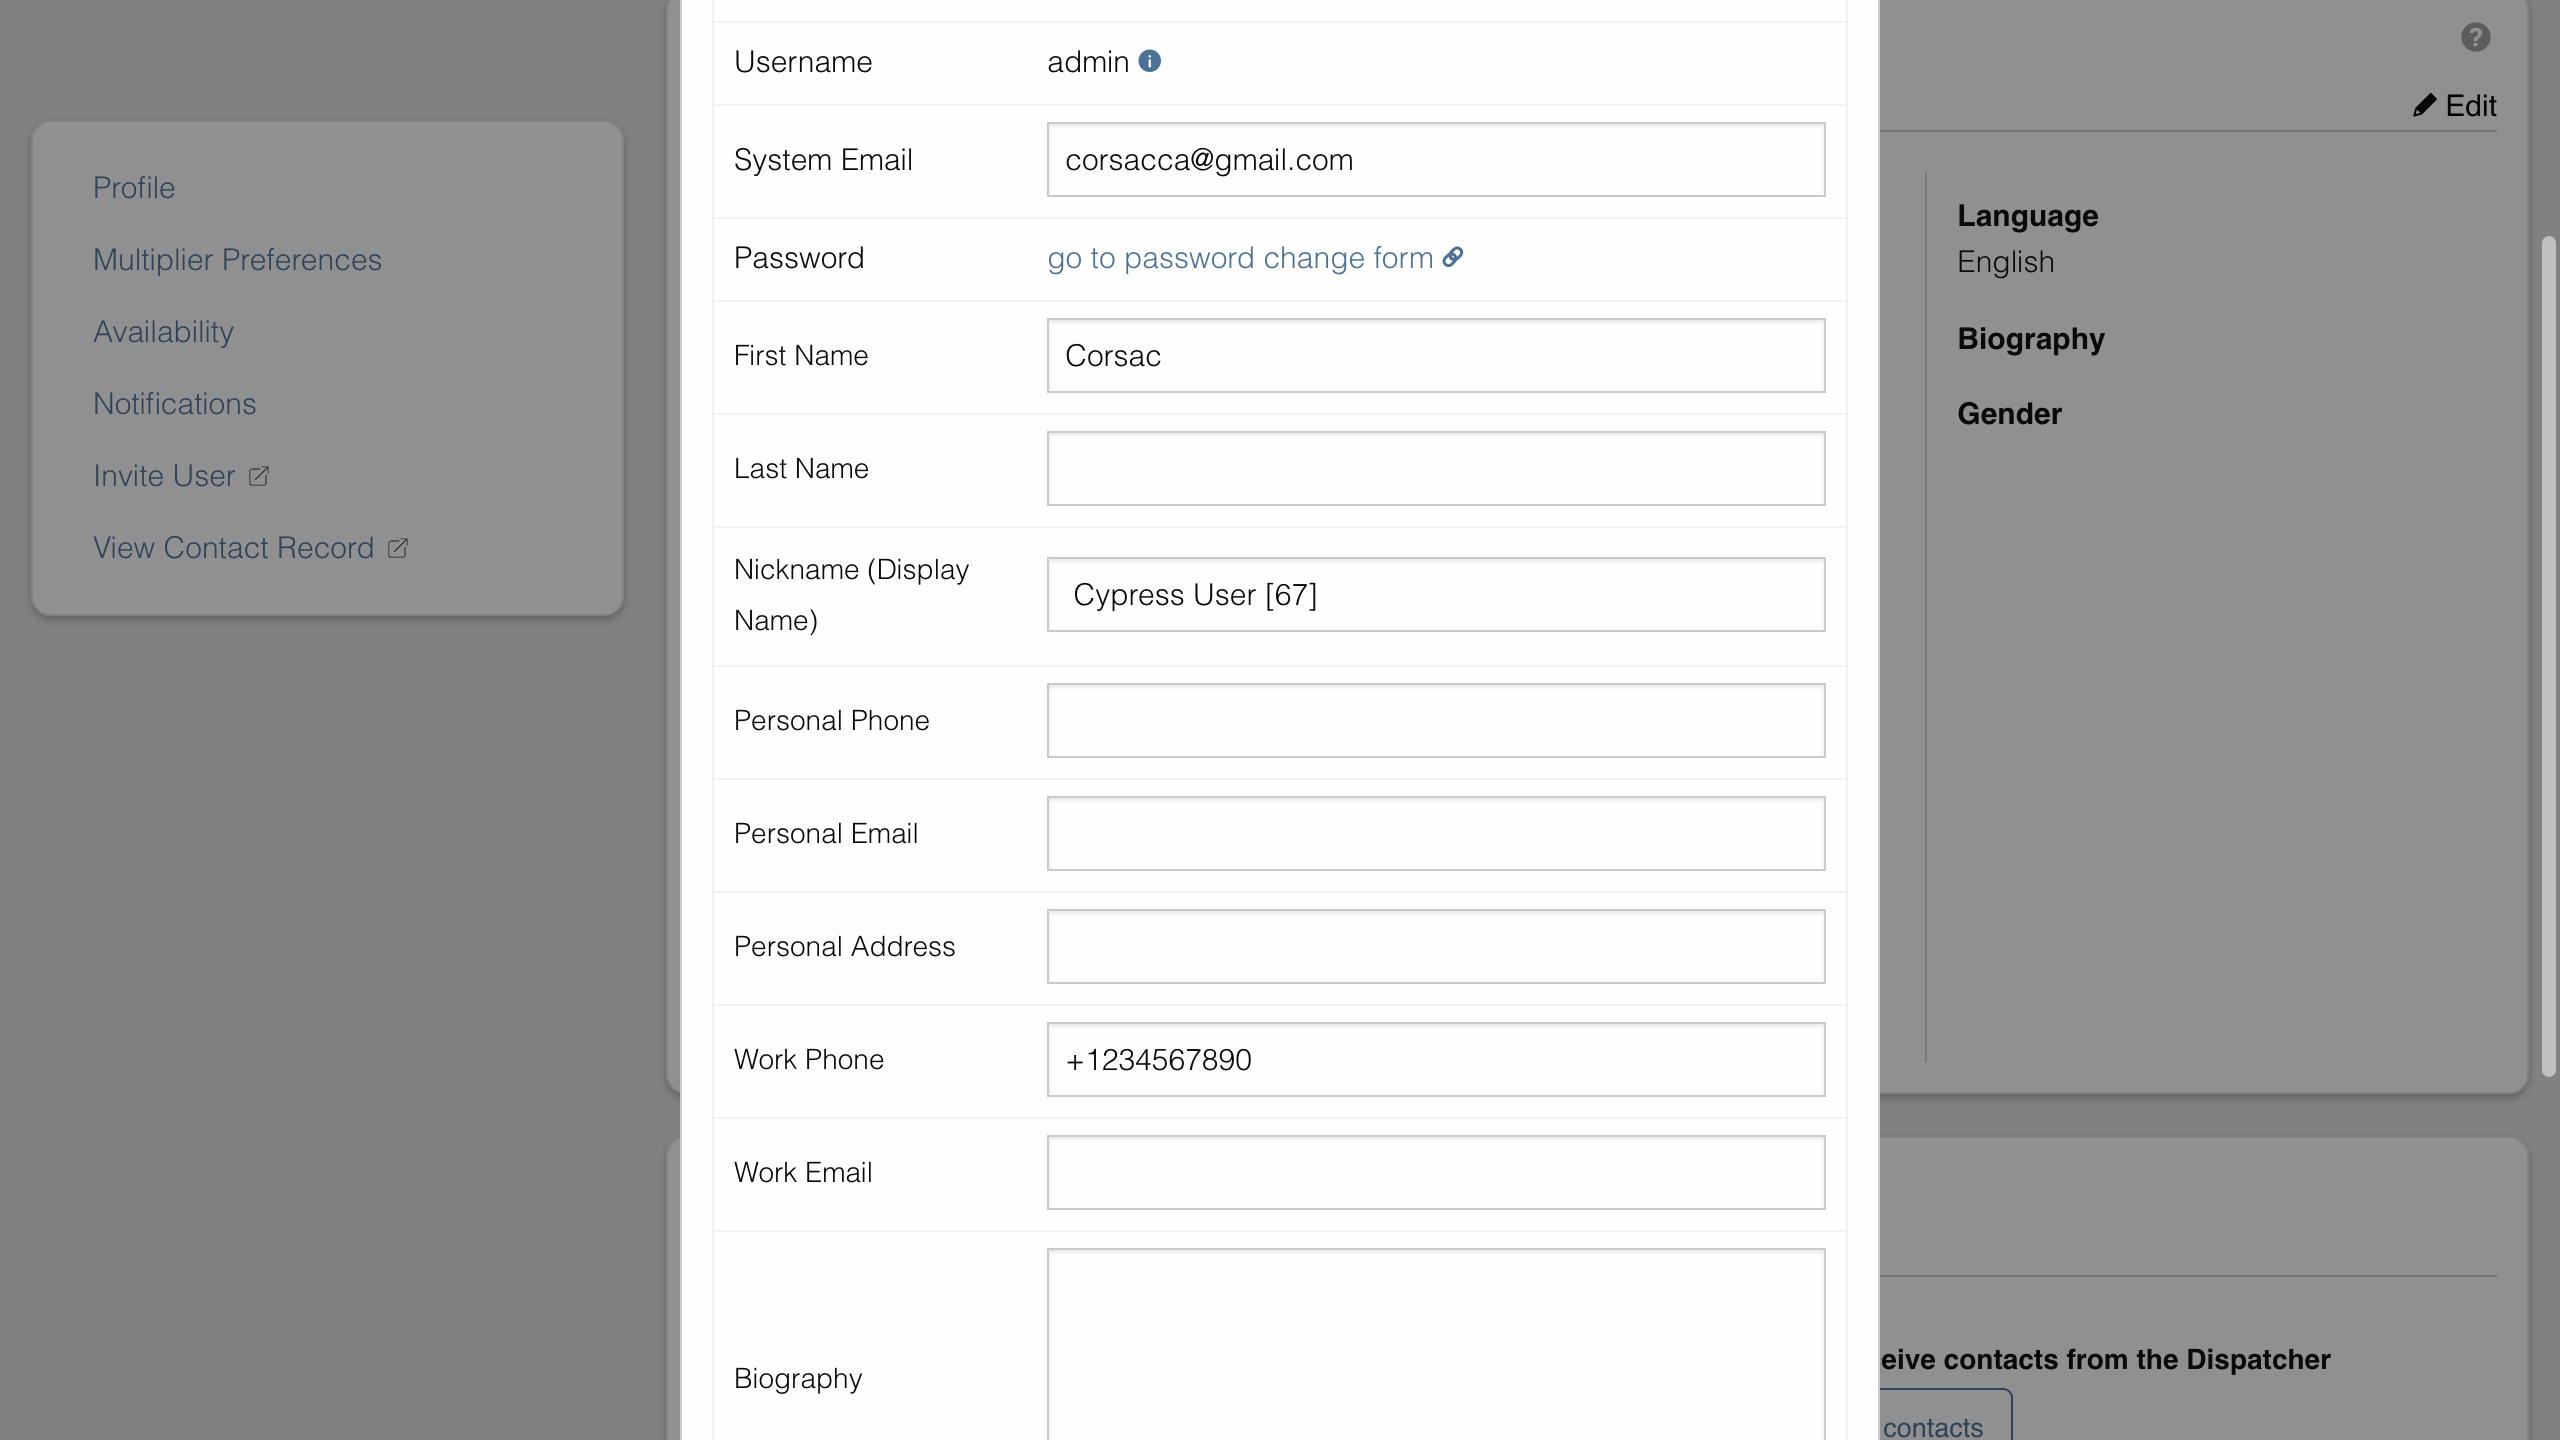 Profile
Multiplier Preferences
Availability
Notifications
Invite User
View Contact Record
Username admin
System Email corsacca@gmail.com
Password go to password change form
First Name Corsac
Last Name
Nickname (Display
Name) Cypress User [67]
Personal Phone
Personal Email
Personal Address
Work Phone +1234567890
Work Email
Biography
Edit
Language
English
Biography
Gender
eive contacts from the Dispatcher
contacts